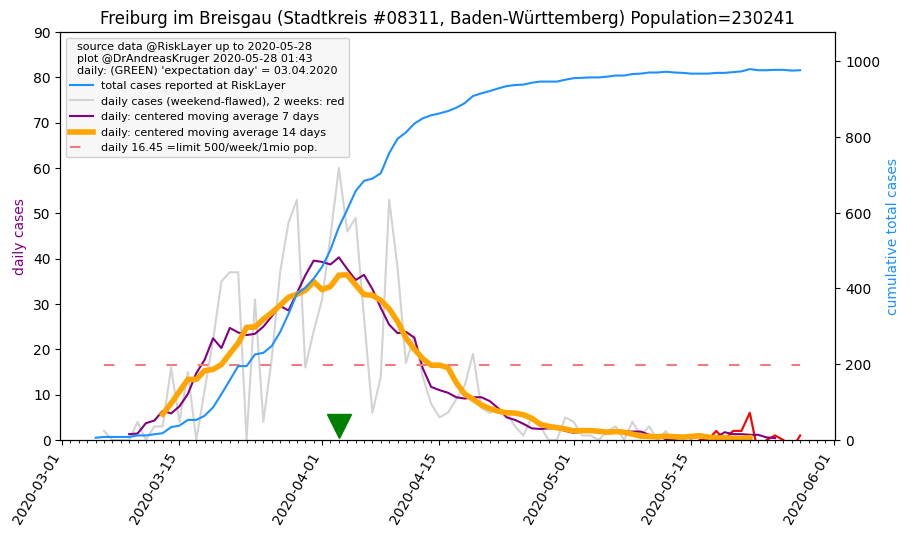 Freiburg im Breisgau (Stadtkreis #08311, Baden-Württemberg) Population=230241
source data @RiskLayer up to 2020-05-28
plot @DrAndreasKruger 2020-05-28 01:43
daily: (GREEN) 'expectation day' = 03.04.2020
total cases reported at RiskLayer
daily cases (weekend-flawed), 2 weeks: red
daily: centered moving average 7 days
daily: centered moving average 14 days
daily 16.45 =limit 500/week/1mio pop.
daily cases
90
80
70
60
50
40
30
20
10
0
cumulative total cases
1000
800
600
400
200
0
2020-03-01
2020-03-15
2020-04-01
2020-04-15
2020-05-01
2020-05-15
2020-06-01